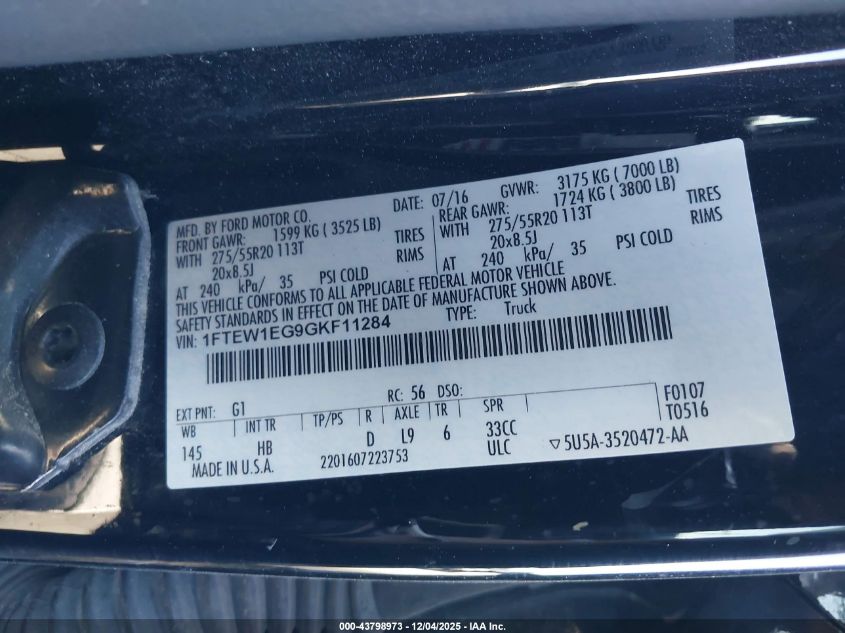 MFD. BY FORD MOTOR CO. DATE: 07/16 GVWR: 3175 KG ( 7000 LB)
FRONT GAWR: 1599 KG ( 3525 LB) REAR GAWR: 1724 KG ( 3800 LB)
WITH 275/55R20 113T TIRES WITH 275/55R20 113T TIRES
20x8.5J RIMS 20x8.5J RIMS
AT 240 kPa/ 35 PSI COLD AT 240 kPa/ 35 PSI COLD
THIS VEHICLE CONFORMS TO ALL APPLICABLE FEDERAL MOTOR VEHICLE
SAFETY STANDARDS IN EFFECT ON THE DATE OF MANUFACTURE SHOWN ABOVE.
VIN: 1FTEW1EG9GKF11284 TYPE: Truck
EXT PNT: G1 RC: 56 DSO: F0107
WB INT TR TP/PS R AXLE TR SPR T0516
145 HB D L9 6 33CC
ULC ▽5U5A-3520472-AA
MADE IN U.S.A. 2201607223753
000-43798973 - 12/04/2025 - IAA Inc.